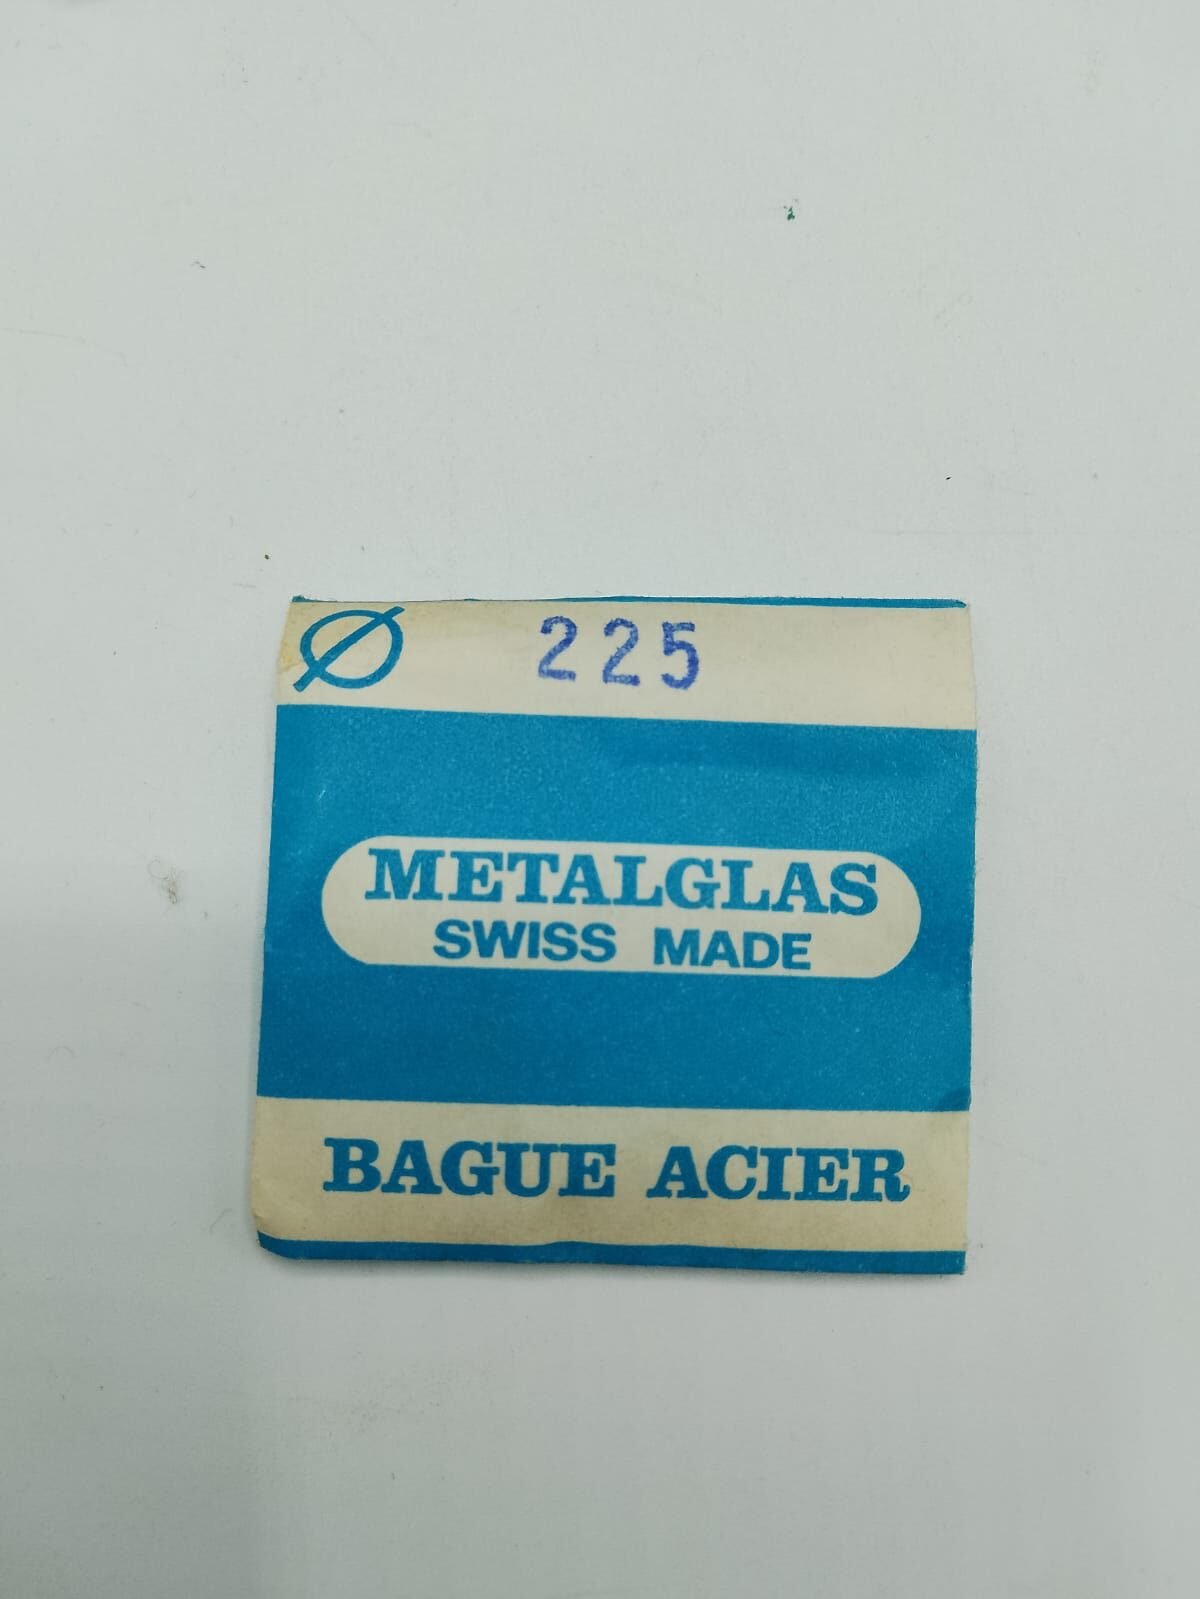 Ø 225
METALGLAS
SWISS MADE
BAGUE ACIER